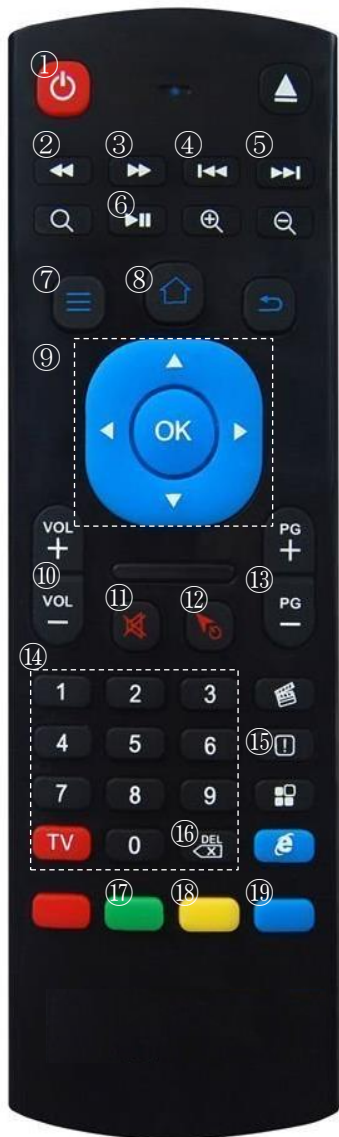 ①
② ③ ④ ⑤
⑥
⑦ ⑧
⑨
OK
VOL PG
+ +
⑩ ⑬
VOL PG
− −
⑪ ⑫
⑭
1 2 3
4 5 6 ⑮ !
7 8 9
TV 0 ⑯ DEL X e
⑰ ⑱ ⑲